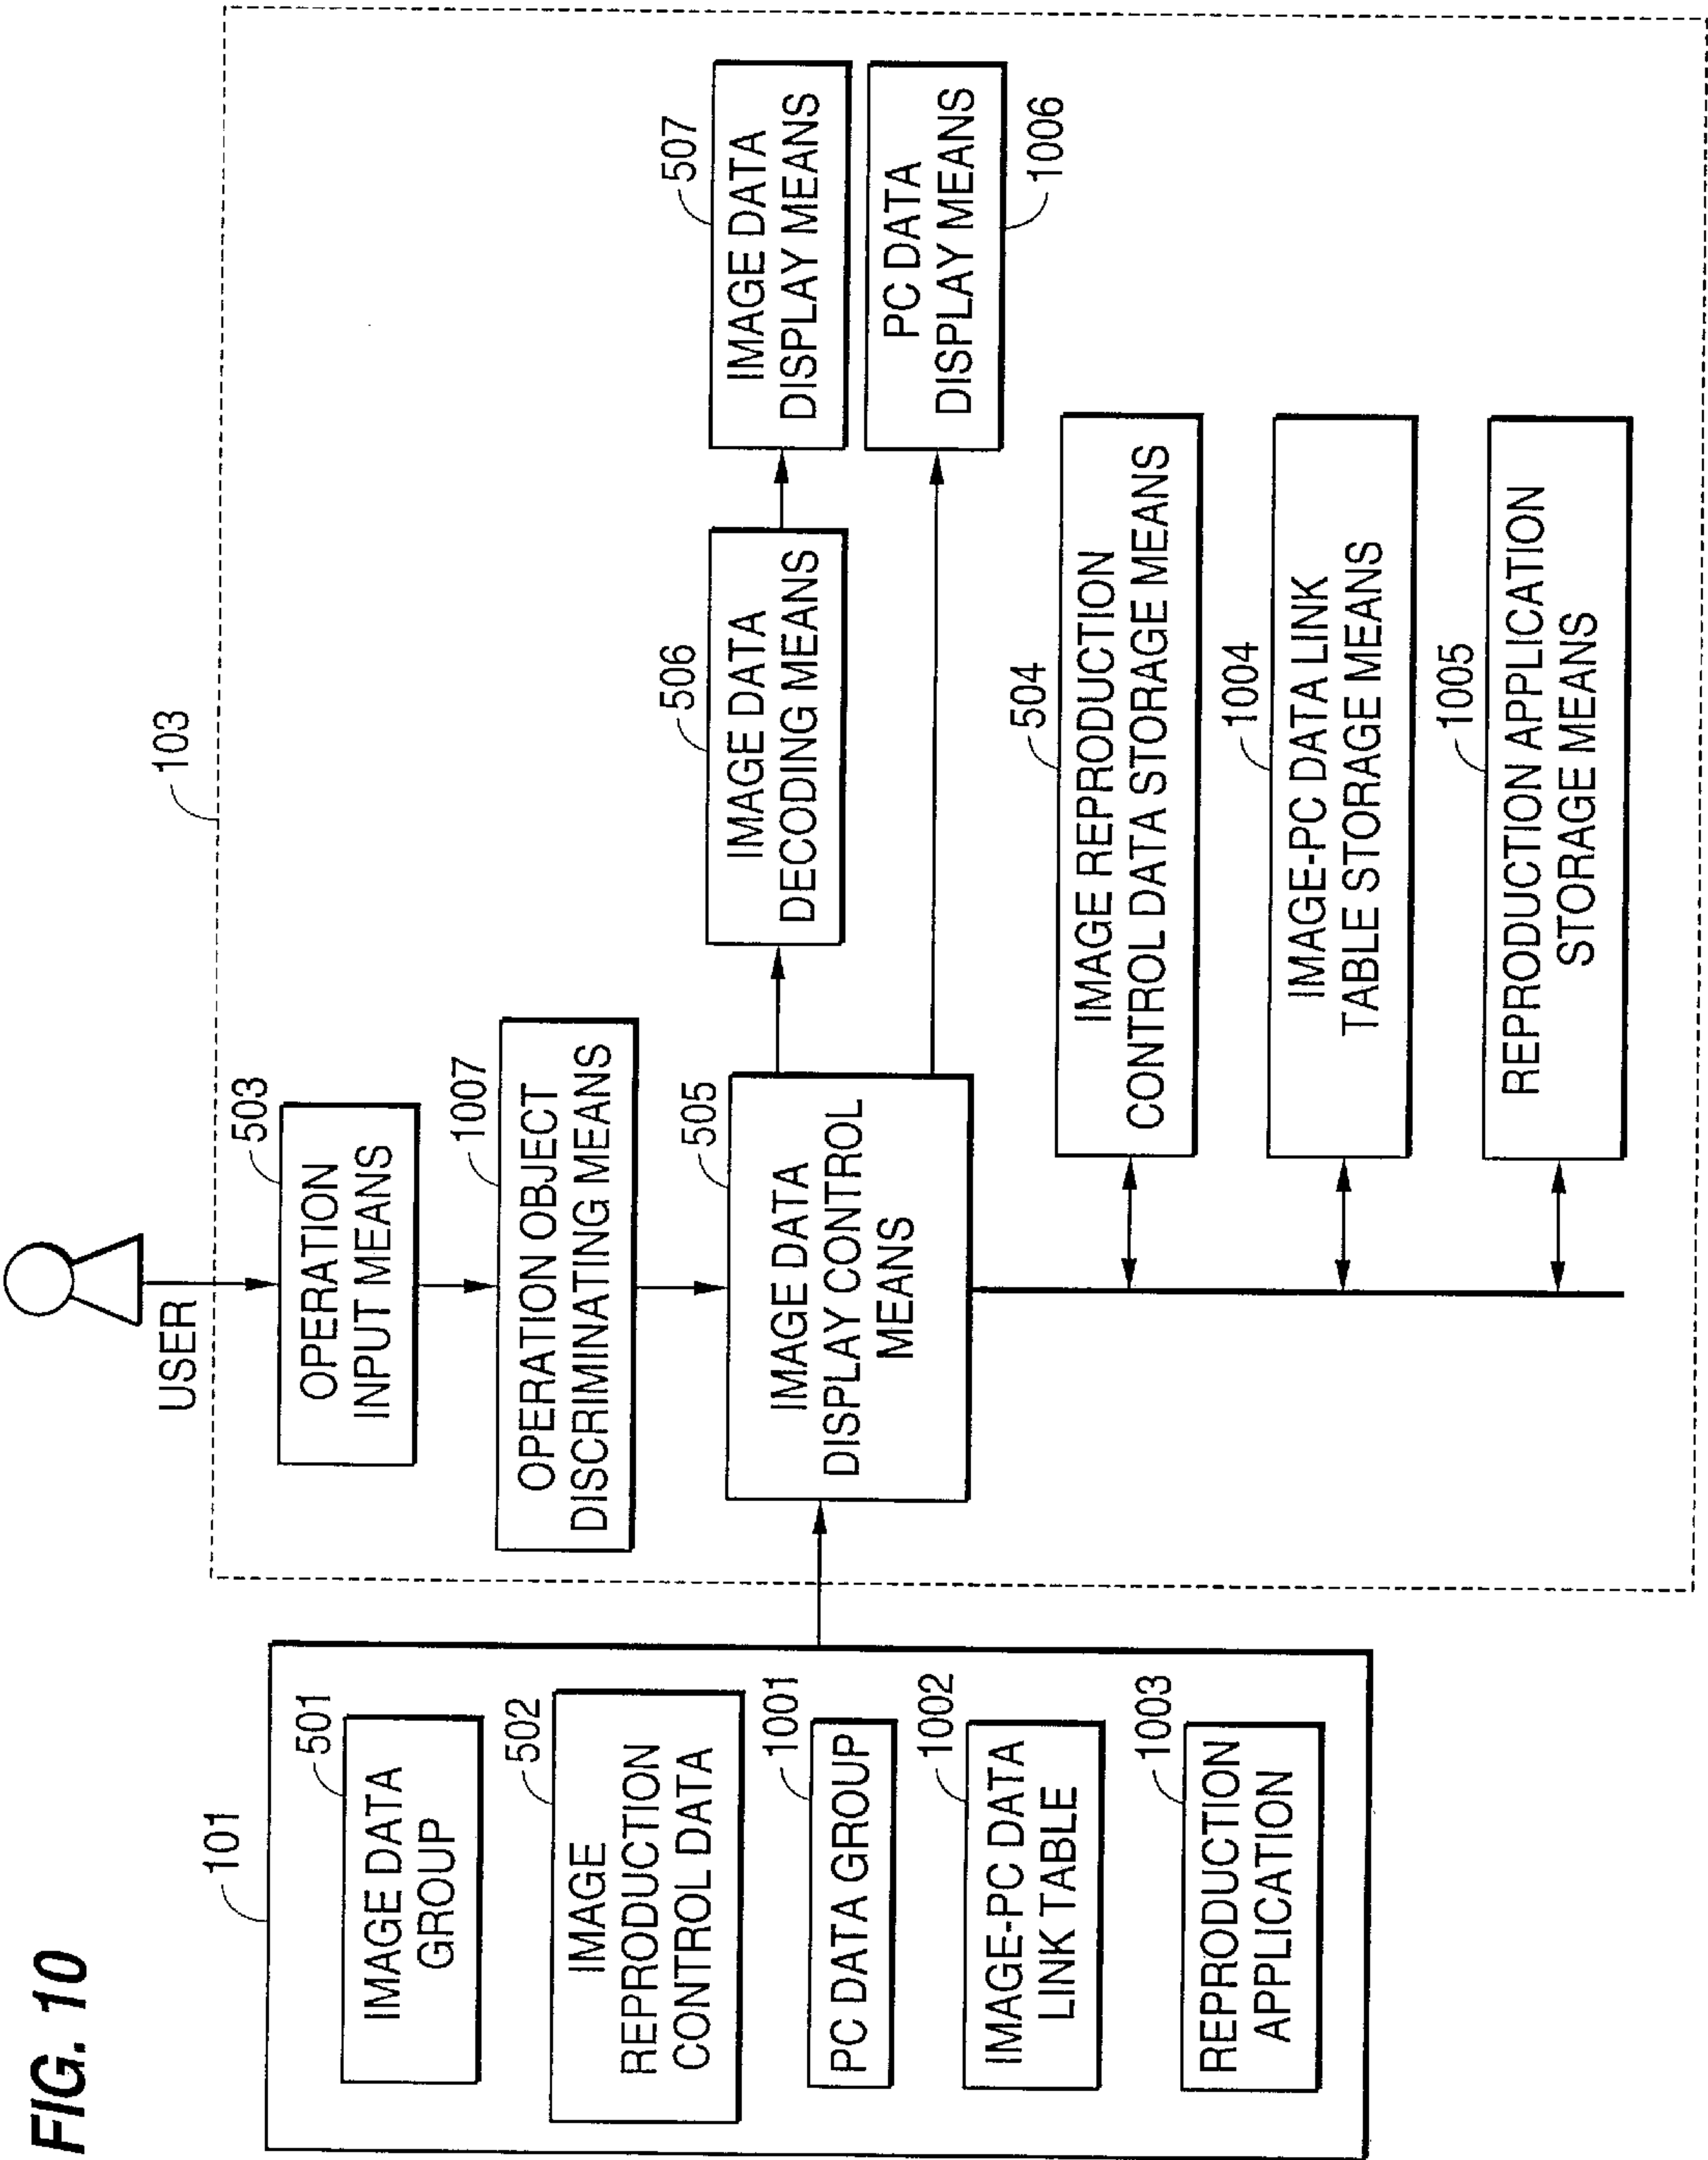 FIG. 10
101
501
IMAGE DATA
GROUP
502
IMAGE
REPRODUCTION
CONTROL DATA
1001
PC DATA GROUP
1002
IMAGE-PC DATA
LINK TABLE
1003
REPRODUCTION
APPLICATION
USER
103
503
OPERATION
INPUT MEANS
1007
OPERATION OBJECT
DISCRIMINATING MEANS
505
IMAGE DATA
DISPLAY CONTROL
MEANS
506
IMAGE DATA
DECODING MEANS
507
IMAGE DATA
DISPLAY MEANS
PC DATA
DISPLAY MEANS
1006
504
IMAGE REPRODUCTION
CONTROL DATA STORAGE MEANS
1004
IMAGE-PC DATA LINK
TABLE STORAGE MEANS
1005
REPRODUCTION APPLICATION
STORAGE MEANS